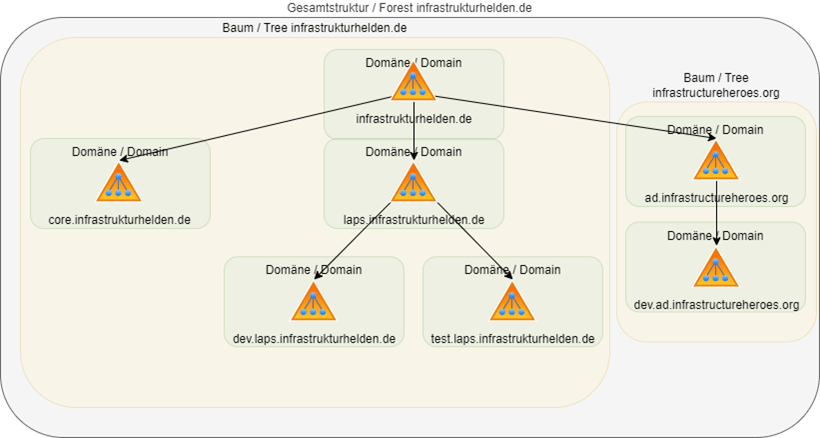 Gesamtstruktur / Forest infrastrukturhelden.de
Baum / Tree infrastrukturhelden.de
Domäne / Domain
infrastrukturhelden.de
Baum / Tree
infrastructureheroes.org
Domäne / Domain
core.infrastrukturhelden.de
Domäne / Domain
laps.infrastrukturhelden.de
Domäne / Domain
ad.infrastructureheroes.org
Domäne / Domain
dev.laps.infrastrukturhelden.de
Domäne / Domain
test.laps.infrastrukturhelden.de
Domäne / Domain
dev.ad.infrastructureheroes.org